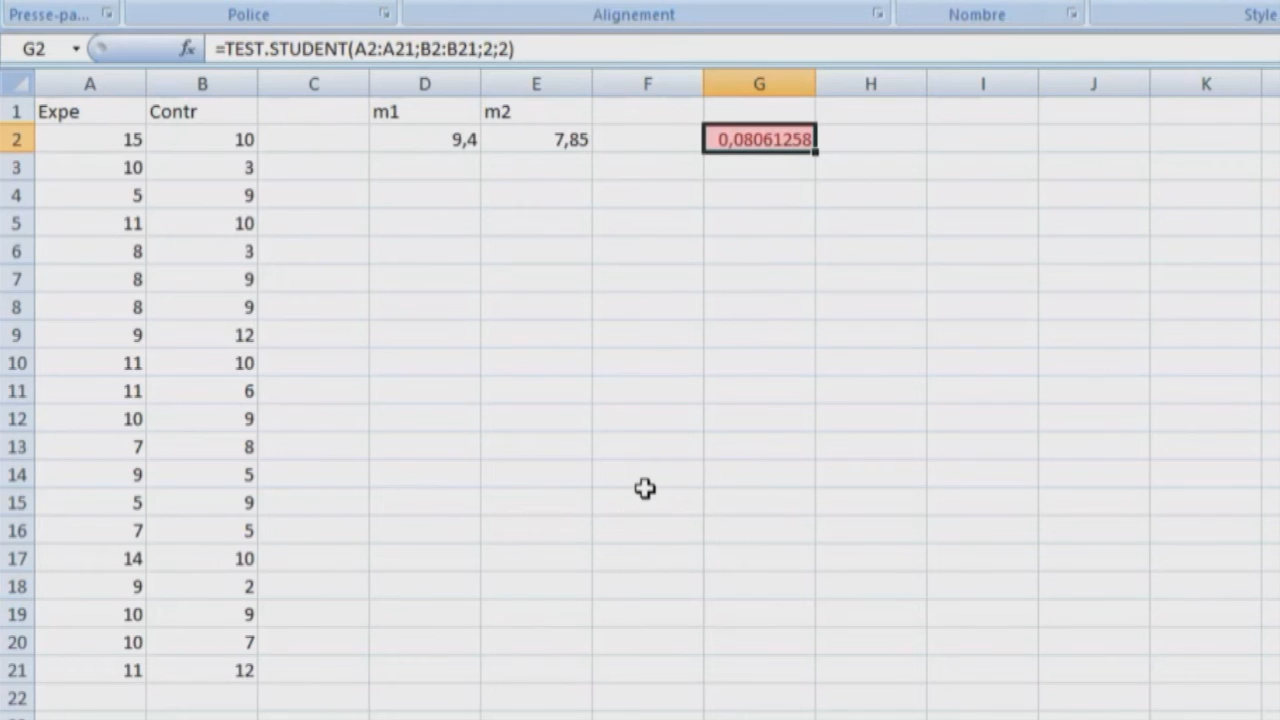 Presse-pa... Police Alignement Nombre Style
G2 fx =TEST.STUDENT(A2:A21;B2:B21;2;2)
A B C D E F G H I J K
1 Expe Contr m1 m2
2 15 10 9,4 7,85 0,08061258
3 10 3
4 5 9
5 11 10
6 8 3
7 8 9
8 8 9
9 9 12
10 11 10
11 11 6
12 10 9
13 7 8
14 9 5
15 5 9
16 7 5
17 14 10
18 9 2
19 10 9
20 10 7
21 11 12
22